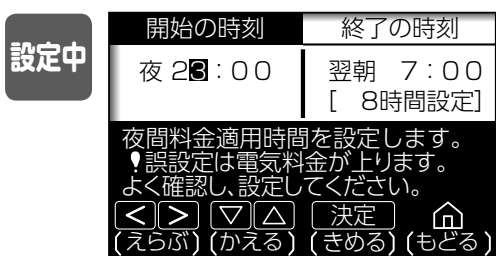 設定中
開始の時刻 終了の時刻
夜 23:00 翌朝 7:00
[ 8時間設定]
夜間料金適用時間を設定します。
!誤設定は電気料金が上ります。
よく確認し、設定してください。
< > ▽ △ 決定
(えらぶ) (かえる) (きめる) (もどる)